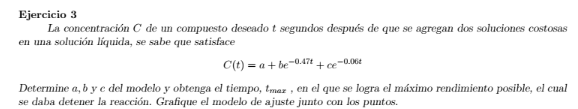 Ejercicio 3
La concentración C de un compuesto deseado t segundos después de que se agregan dos soluciones costosas
en una solución líquida, se sabe que satisface
C(t) = a + be^{-0.47t} + ce^{-0.06t}
Determine a, b y c del modelo y obtenga el tiempo, t_{max} , en el que se logra el máximo rendimiento posible, el cual
se daba detener la reacción. Grafique el modelo de ajuste junto con los puntos.